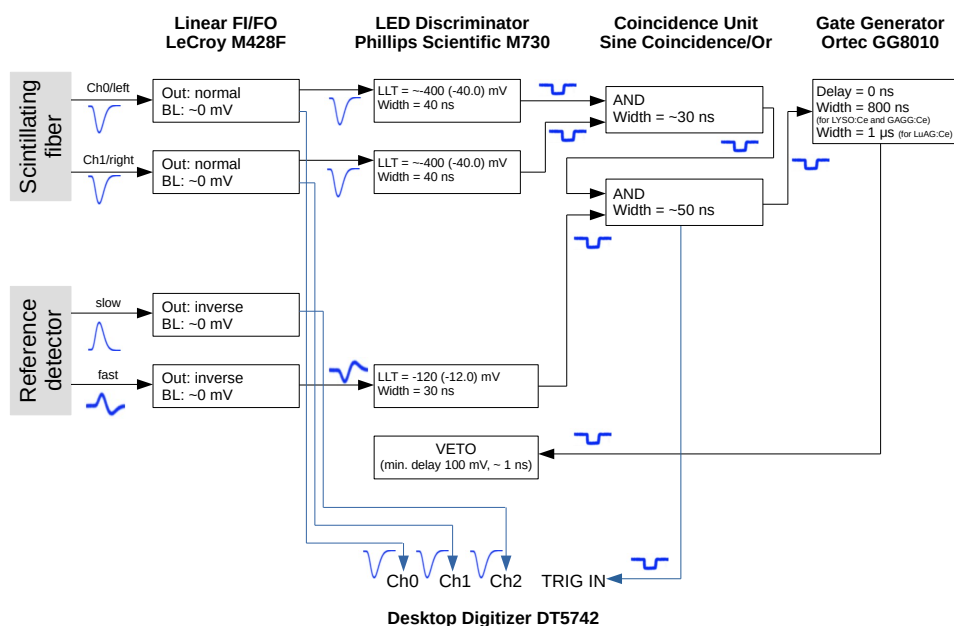 Linear FI/FO
LeCroy M428F
LED Discriminator
Phillips Scientific M730
Coincidence Unit
Sine Coincidence/Or
Gate Generator
Ortec GG8010
Scintillating
fiber
Ch0/left
Out: normal
BL: ~0 mV
LLT = ~-400 (-40.0) mV
Width = 40 ns
AND
Width = ~30 ns
Delay = 0 ns
Width = 800 ns
(for LYSO:Ce and GAGG:Ce)
Width = 1 µs (for LuAG:Ce)
Ch1/right
Out: normal
BL: ~0 mV
LLT = ~-400 (-40.0) mV
Width = 40 ns
AND
Width = ~50 ns
Reference
detector
slow
Out: inverse
BL: ~0 mV
fast
Out: inverse
BL: ~0 mV
LLT = -120 (-12.0) mV
Width = 30 ns
VETO
(min. delay 100 mV, ~ 1 ns)
Ch0
Ch1
Ch2
TRIG IN
Desktop Digitizer DT5742